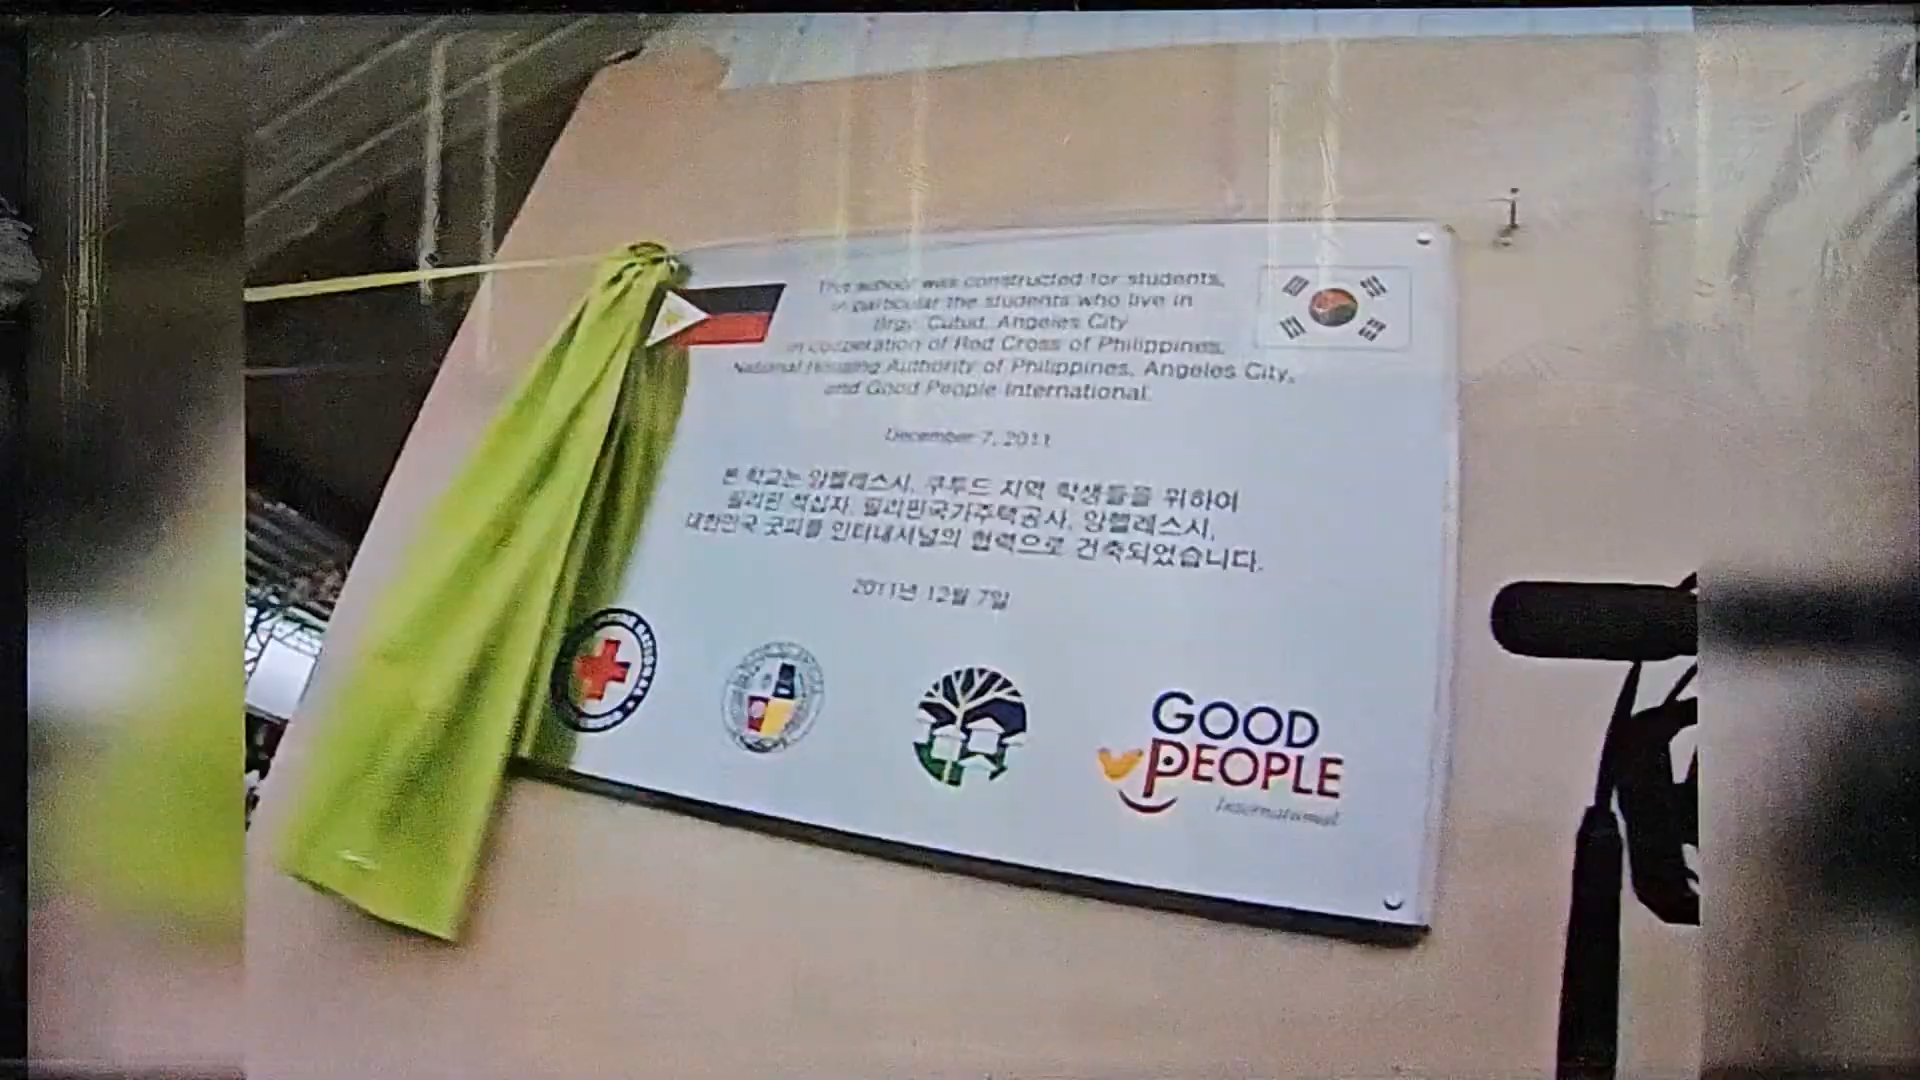 This school was constructed for students,
in particular the students who live in
Brgy. Cutud, Angeles City
in cooperation of Red Cross of Philippines,
National Housing Authority of Philippines, Angeles City,
and Good People International.
December 7, 2011
본 학교는 앙헬레스시, 쿠투드 지역 학생들을 위하여
필리핀 적십자, 필리핀국가주택공사, 앙헬레스시,
대한민국 굿피플 인터내셔널의 협력으로 건축되었습니다.
2011년 12월 7일
GOOD
PEOPLE
International